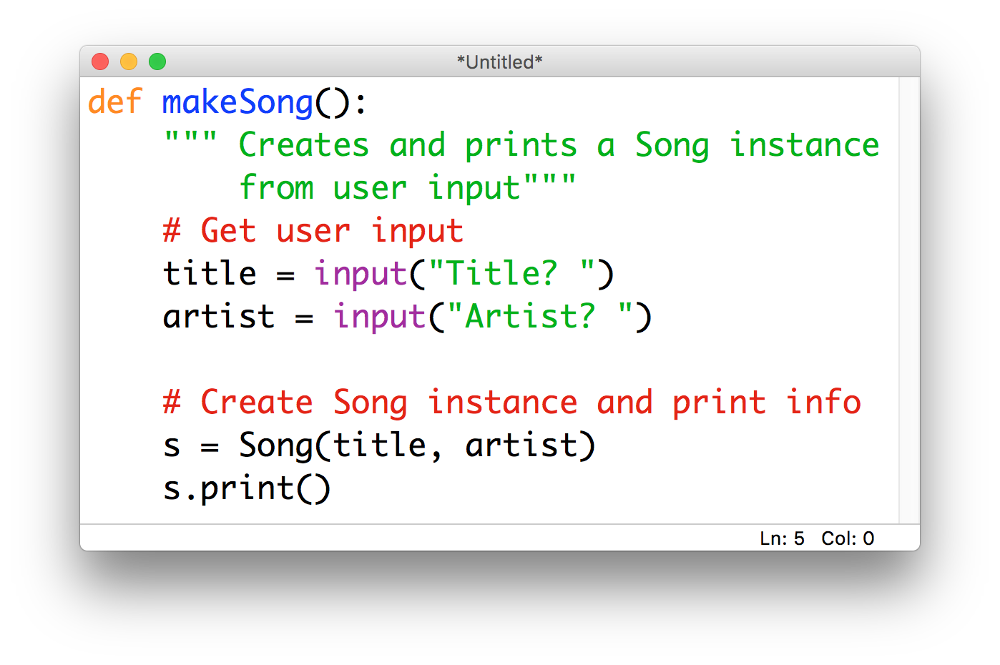 *Untitled*
def makeSong():
    """ Creates and prints a Song instance
        from user input"""
    # Get user input
    title = input("Title? ")
    artist = input("Artist? ")

    # Create Song instance and print info
    s = Song(title, artist)
    s.print()
Ln: 5 Col: 0